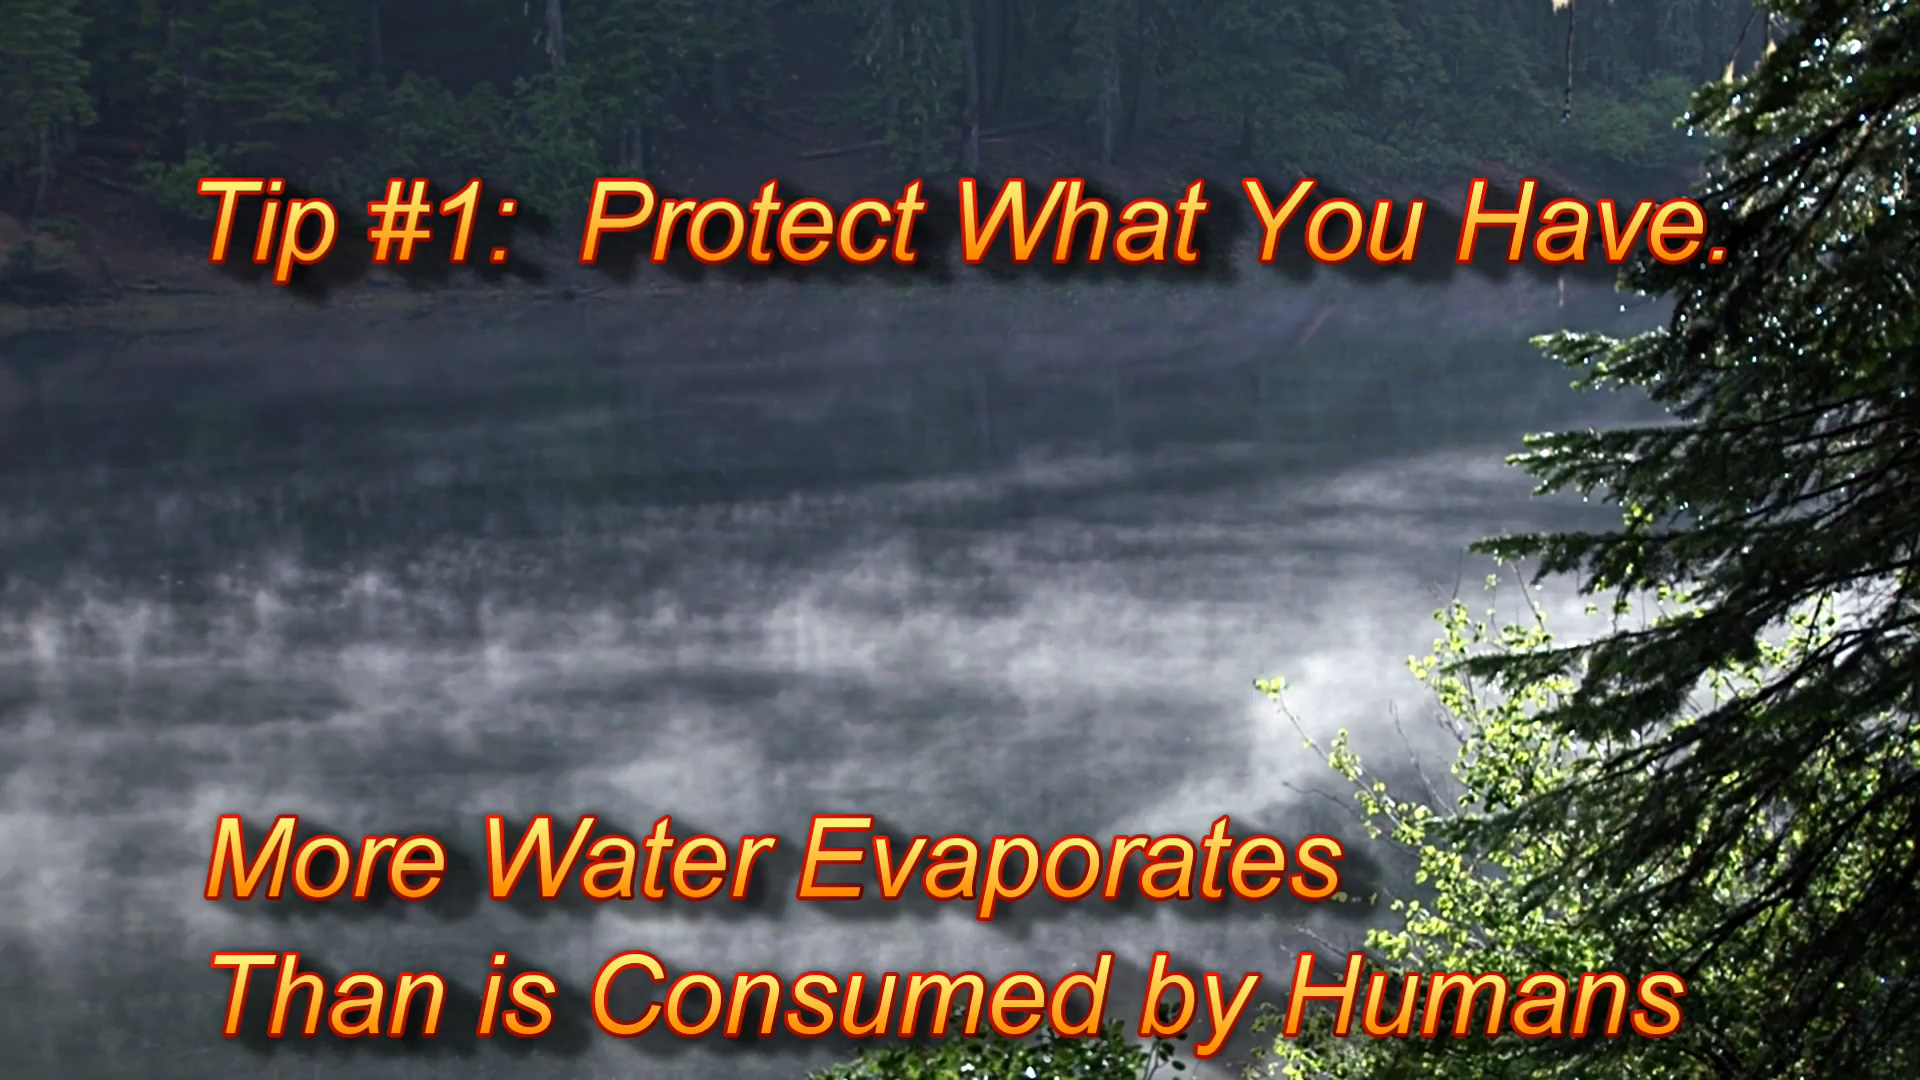 Tip #1:  Protect What You Have.
More Water Evaporates
Than is Consumed by Humans